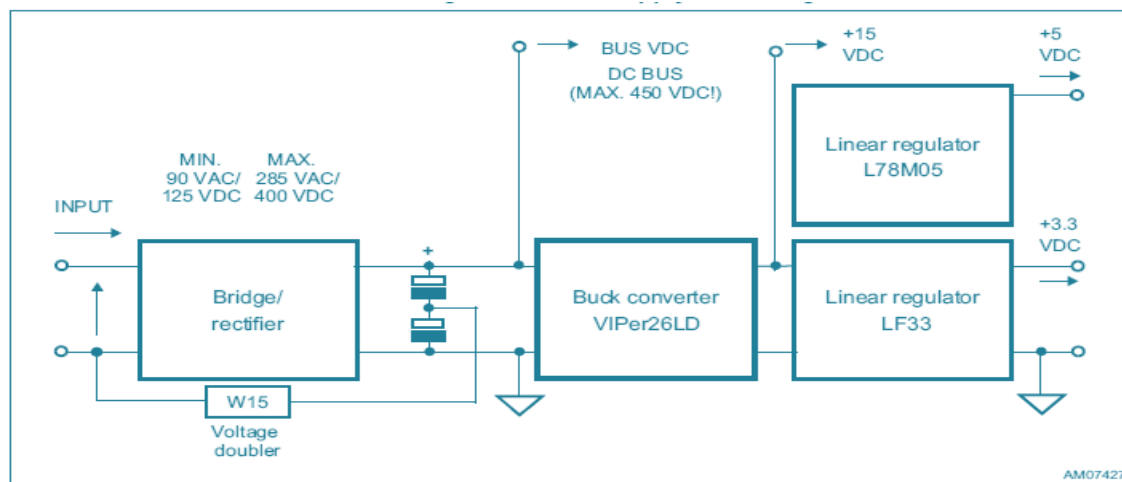 BUS VDC
DC BUS
(MAX. 450 VDC!)
+15
VDC
+5
VDC
Linear regulator
L78M05
MIN. MAX.
90 VAC/ 285 VAC/
125 VDC 400 VDC
INPUT
+3.3
VDC
+
Bridge/
rectifier
Buck converter
VIPer26LD
Linear regulator
LF33
W15
Voltage
doubler
AM07427